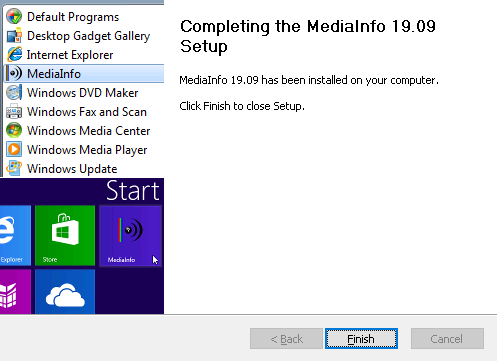 Default Programs
Desktop Gadget Gallery
Internet Explorer
MediaInfo
Windows DVD Maker
Windows Fax and Scan
Windows Media Center
Windows Media Player
Windows Update
Start
Explorer
Store
MediaInfo
Completing the MediaInfo 19.09
Setup
MediaInfo 19.09 has been installed on your computer.
Click Finish to close Setup.
< Back
Finish
Cancel